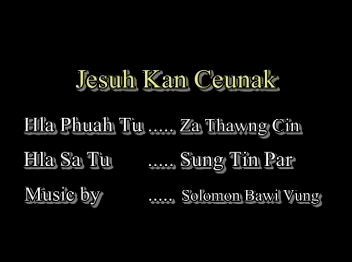 Jesuh Kan Ceunak
Hla Phuah Tu ..... Za Thawng Cin
Hla Sa Tu ..... Sung Tin Par
Music by ..... Solomon Bawi Vung